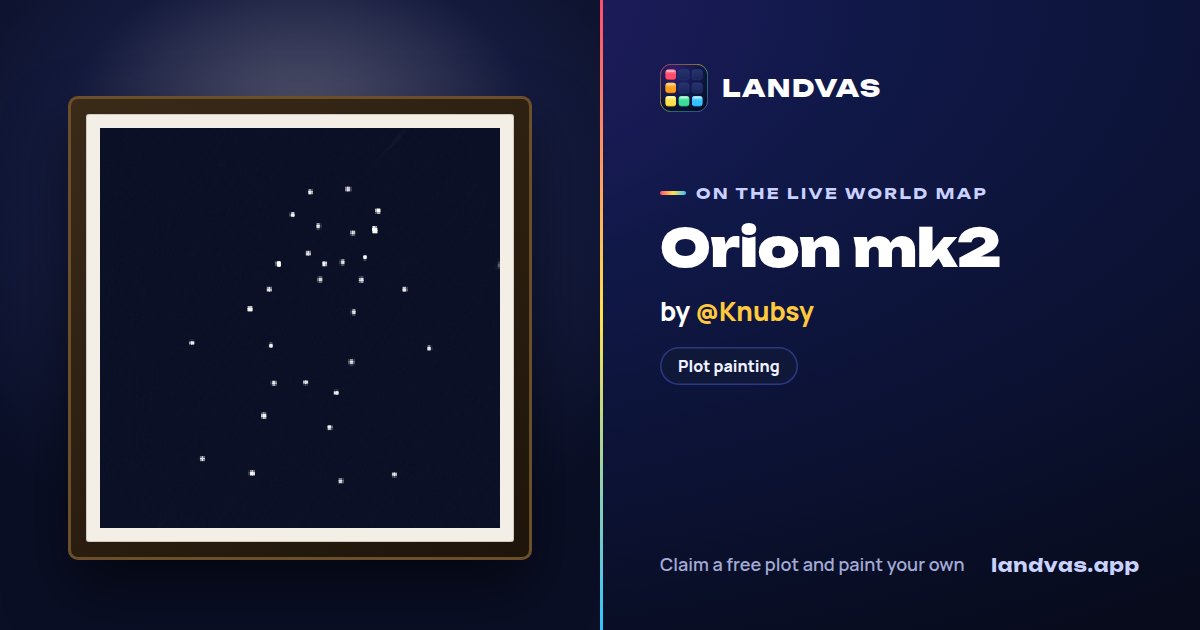 LANDVAS
ON THE LIVE WORLD MAP
Orion mk2
by @Knubsy
Plot painting
Claim a free plot and paint your own landvas.app